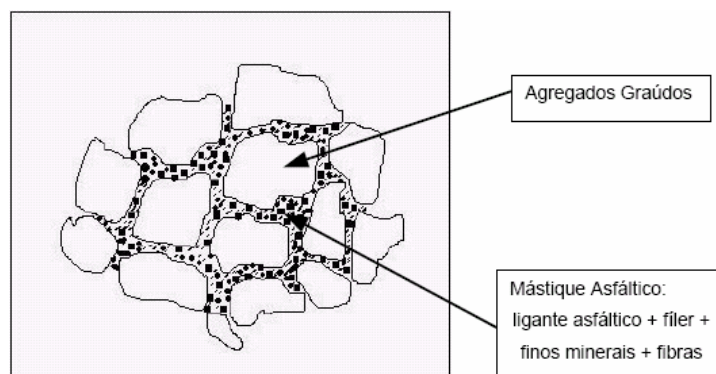 Agregados Graúdos
Mástique Asfáltico:
ligante asfáltico + fíler +
finos minerais + fibras